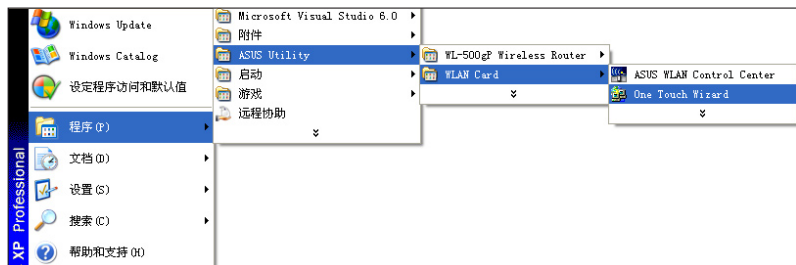 XP Professional
Windows Update
Windows Catalog
设定程序访问和默认值
程序(P)
文档(D)
设置(S)
搜索(C)
帮助和支持(H)
Microsoft Visual Studio 6.0
附件
ASUS Utility
启动
游戏
远程协助
WL-500gP Wireless Router
WLAN Card
ASUS WLAN Control Center
One Touch Wizard